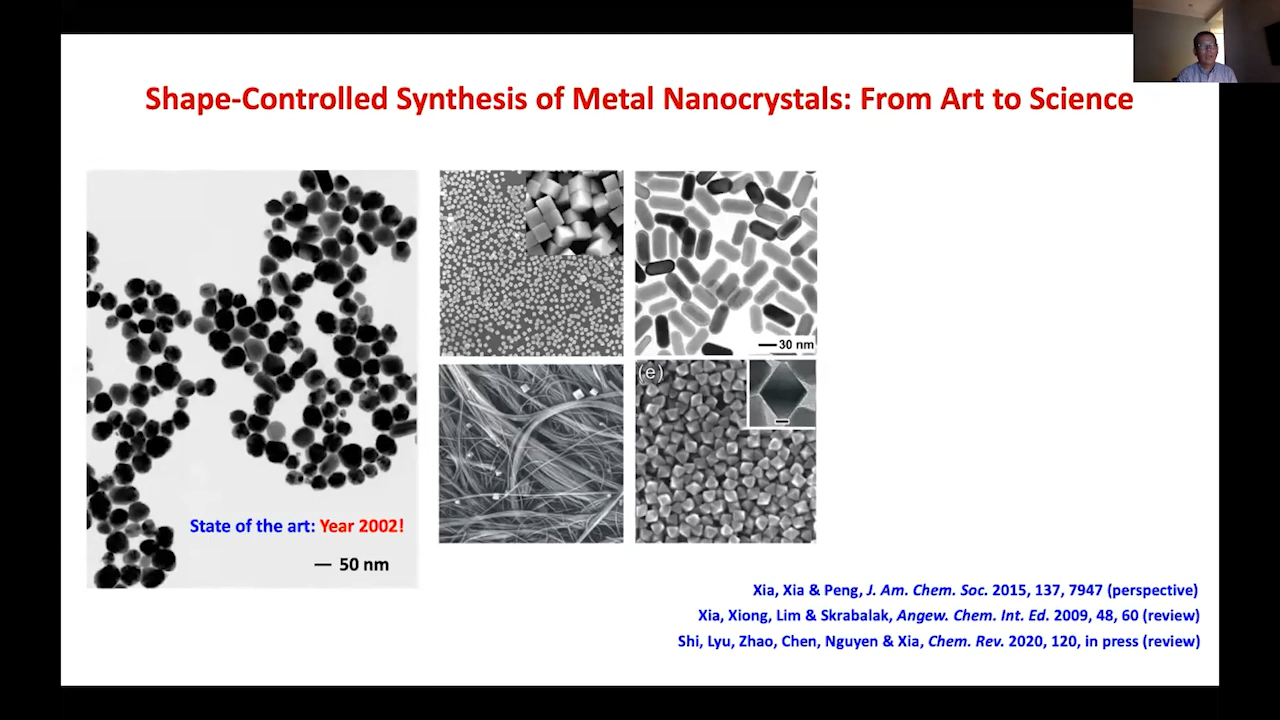 Shape-Controlled Synthesis of Metal Nanocrystals: From Art to Science
State of the art: Year 2002!
50 nm
30 nm
(e)
Xia, Xia & Peng, J. Am. Chem. Soc. 2015, 137, 7947 (perspective)
Xia, Xiong, Lim & Skrabalak, Angew. Chem. Int. Ed. 2009, 48, 60 (review)
Shi, Lyu, Zhao, Chen, Nguyen & Xia, Chem. Rev. 2020, 120, in press (review)